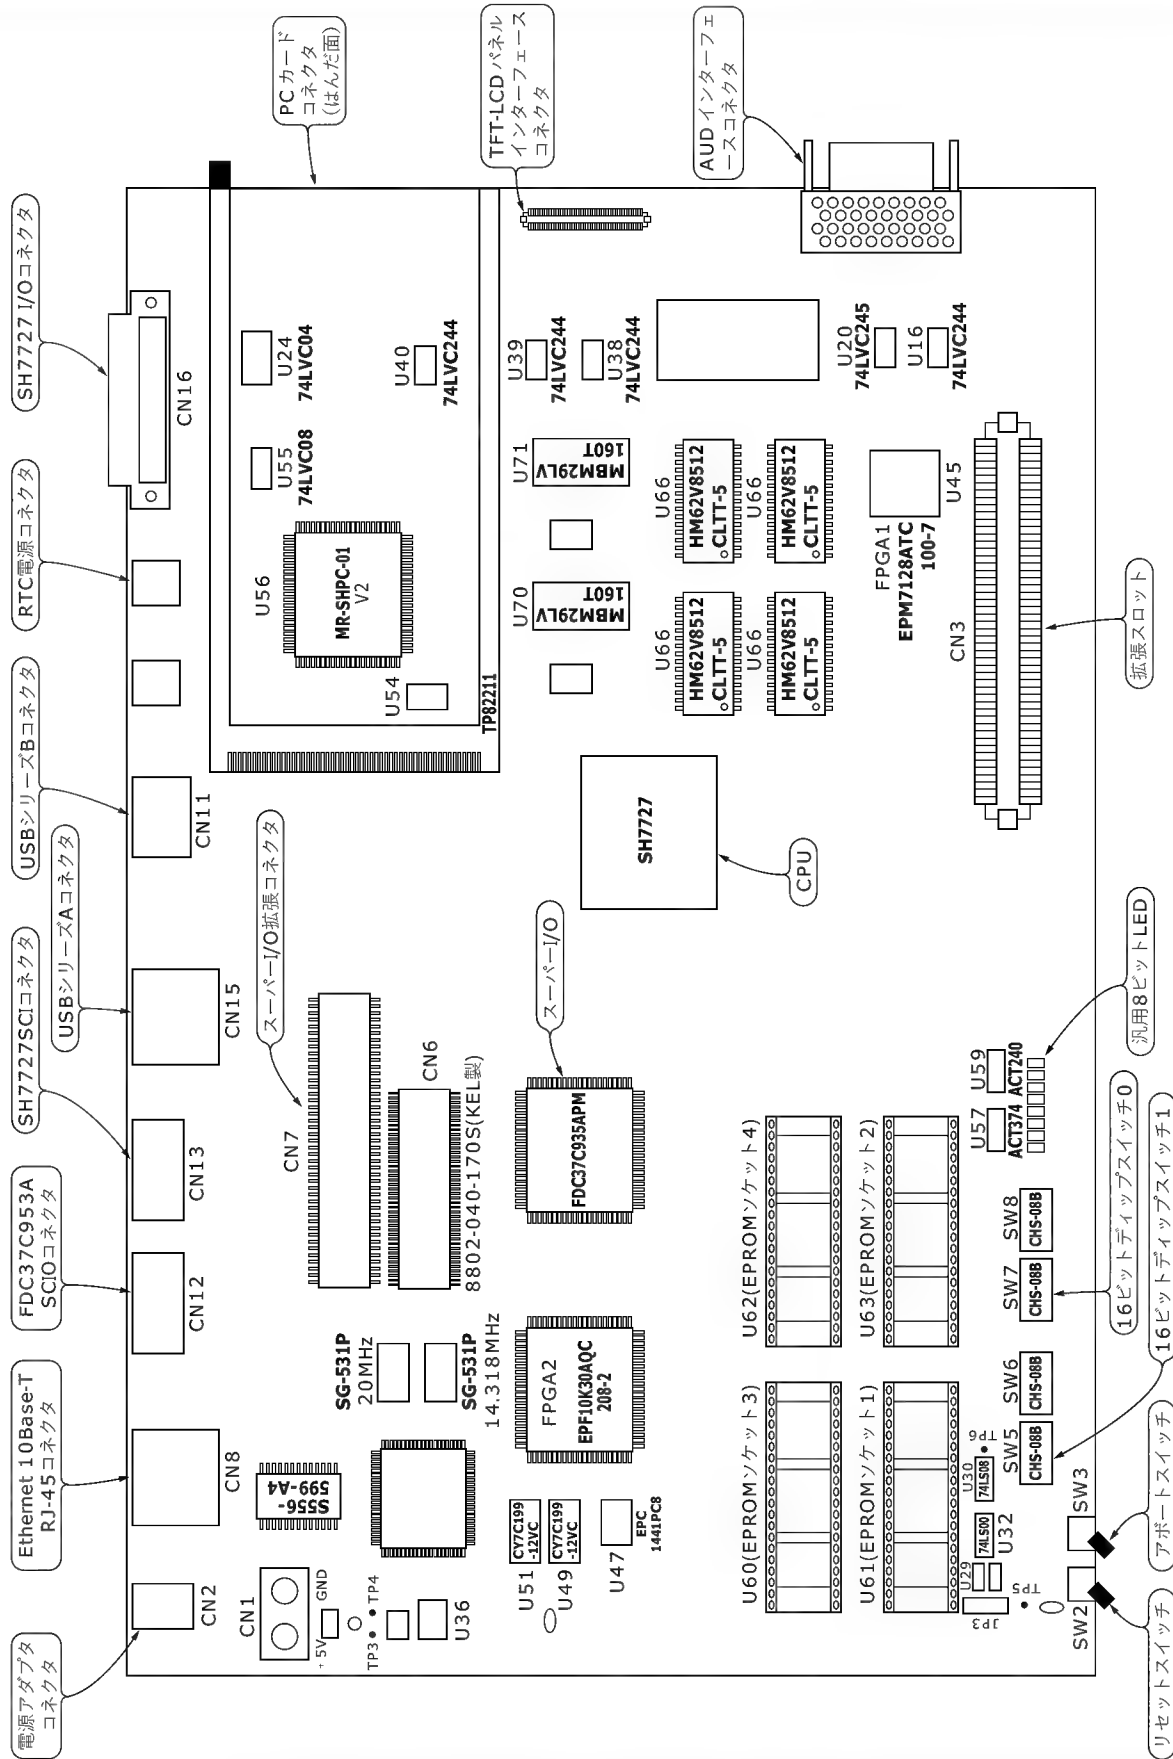 電源アダプタ
コネクタ
Ethernet 10Base-T
RJ-45コネクタ
FDC37C953A
SCIOコネクタ
SH7727SCIコネクタ
USBシリーズAコネクタ
USBシリーズBコネクタ
RTC電源コネクタ
SH7727 I/Oコネクタ
CN2
CN8
CN12
CN13
CN15
CN11
CN16
PCカード
コネクタ
(はんだ面)
CN1
+5V
GND
TP3
TP4
U36
S556-
599-A4
SG-531P
20MHz
SG-531P
14.318MHz
スーパーI/O拡張コネクタ
CN7
CN6
8802-040-170S(KEL製)
U56
MR-SHPC-01
V2
U54
TP82211
U55
74LVC08
U24
74LVC04
U40
74LVC244
TFT-LCDパネル
インターフェース
コネクタ
U51
CY7C199
-12VC
U49
CY7C199
-12VC
U47
EPC
1441PC8
FPGA2
EPF10K30AQC
208-2
FDC37C935APM
スーパーI/O
SH7727
CPU
U70
MBM29LV
160T
U71
MBM29LV
160T
U39
74LVC244
U38
74LVC244
U66
HM62V8512
CLTT-5
U66
HM62V8512
CLTT-5
U66
HM62V8512
CLTT-5
U66
HM62V8512
CLTT-5
AUDインターフェ
ースコネクタ
U20
74LVC245
U16
74LVC244
FPGA1
EPM7128ATC
100-7
U45
CN3
拡張スロット
U60(EPROMソケット3)
U62(EPROMソケット4)
U61(EPROMソケット1)
U63(EPROMソケット2)
U29
JP3
TP5
74LS00
U32
U30
74LS08
TP6
SW5
CHS-08B
SW6
CHS-08B
SW7
CHS-08B
SW8
CHS-08B
U57
ACT374
U59
ACT240
汎用8ビットLED
16ビットディップスイッチ0
16ビットディップスイッチ1
SW2
SW3
アボートスイッチ
リセットスイッチ